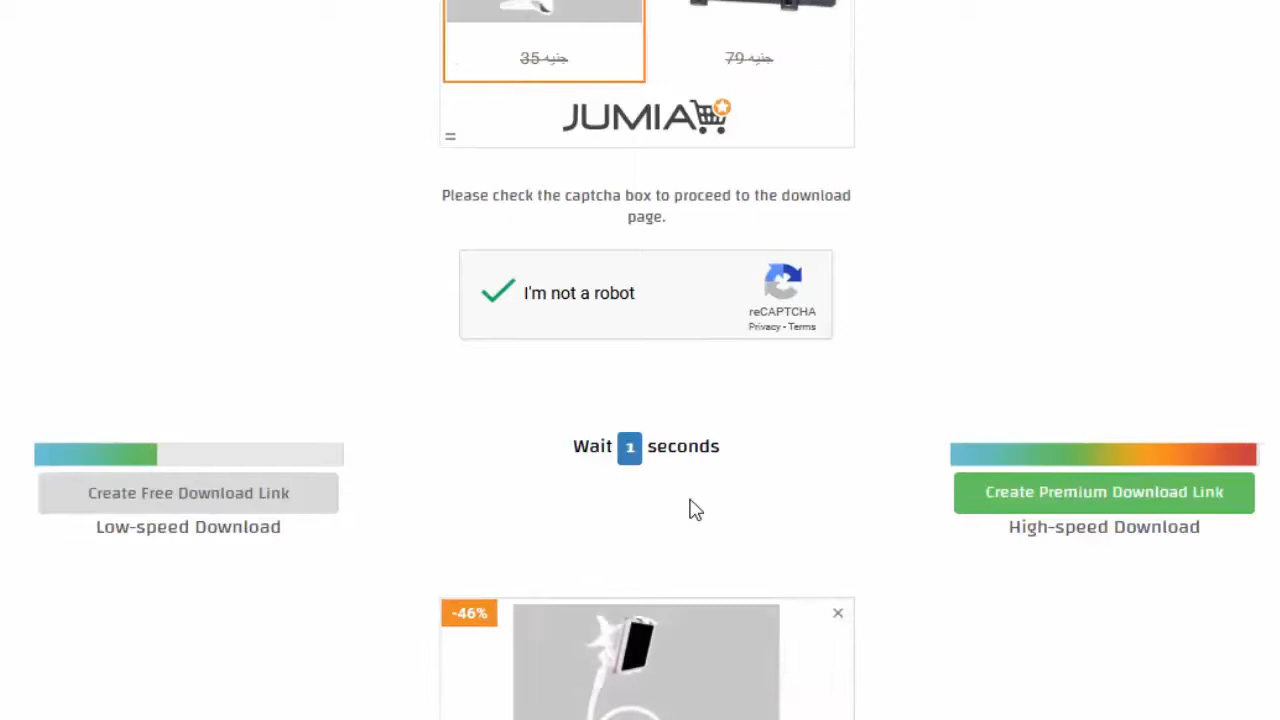 جنيه 35
جنيه 79
JUMIA
Please check the captcha box to proceed to the download
page.
I'm not a robot
reCAPTCHA
Privacy - Terms
Wait 1 seconds
Create Free Download Link
Create Premium Download Link
Low-speed Download
High-speed Download
-46%